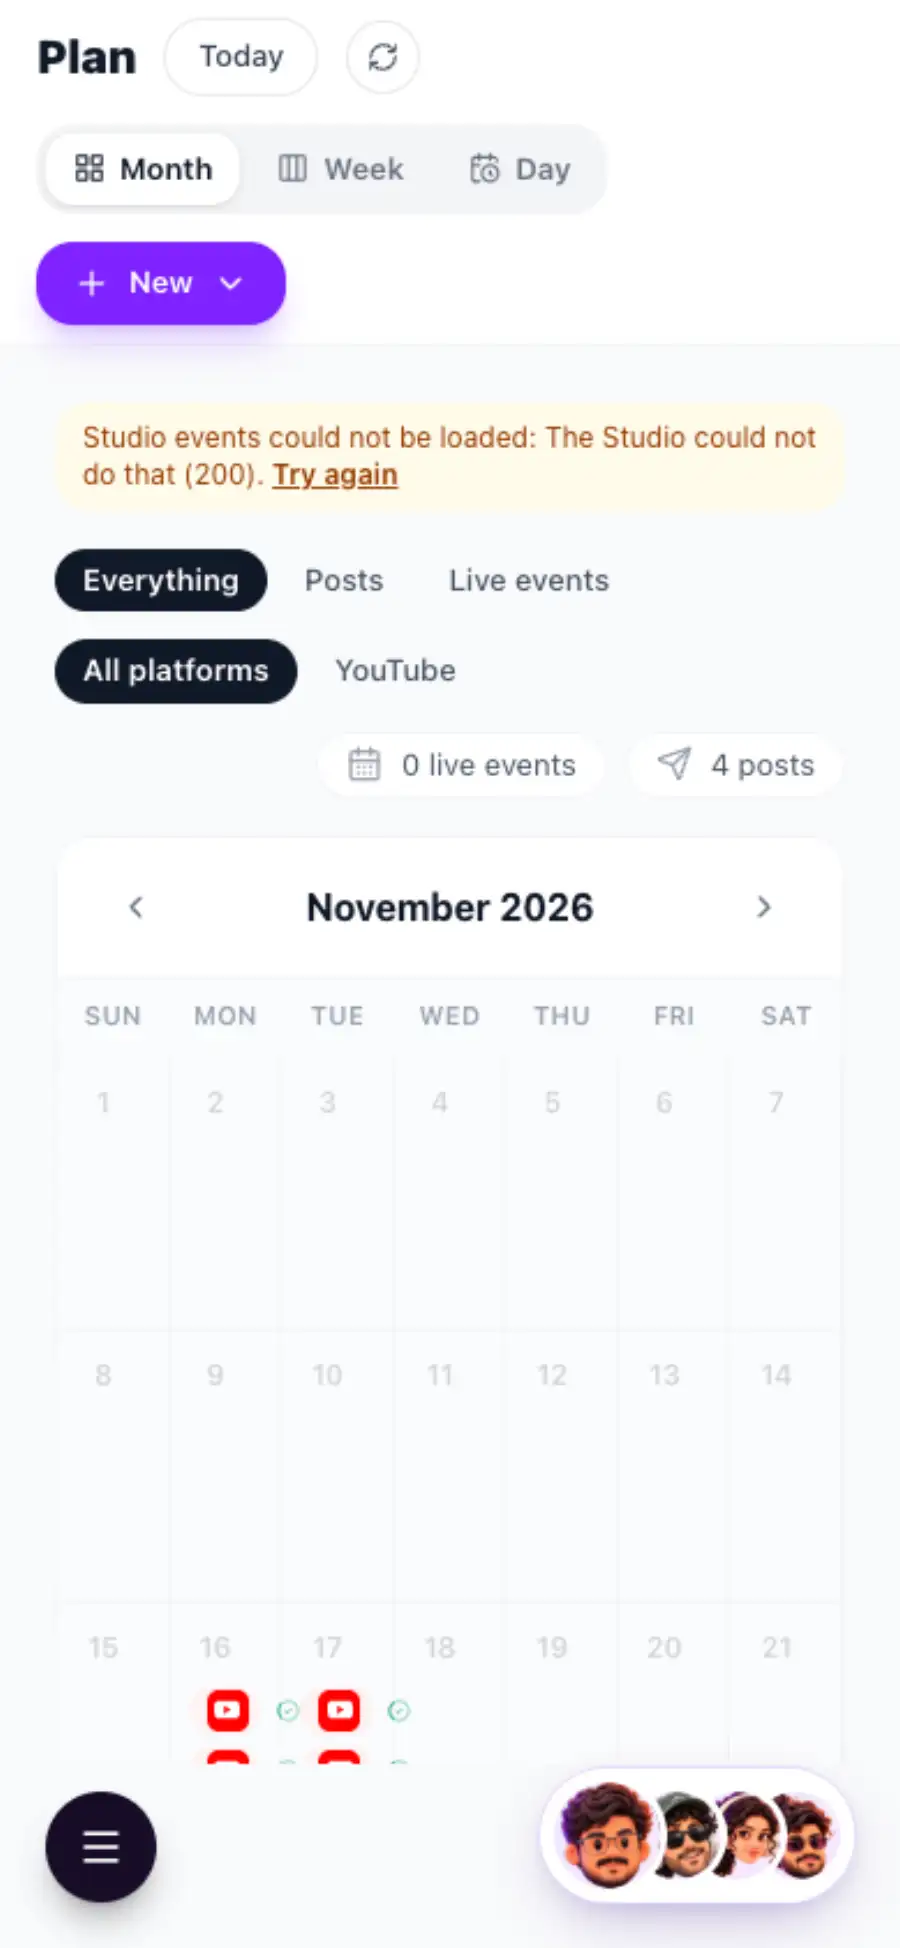 Plan
Today
Month
Week
Day
New
Studio events could not be loaded: The Studio could not
do that (200). Try again
Everything
Posts
Live events
All platforms
YouTube
0 live events
4 posts
November 2026
SUN MON TUE WED THU FRI SAT
1 2 3 4 5 6 7
8 9 10 11 12 13 14
15 16 17 18 19 20 21